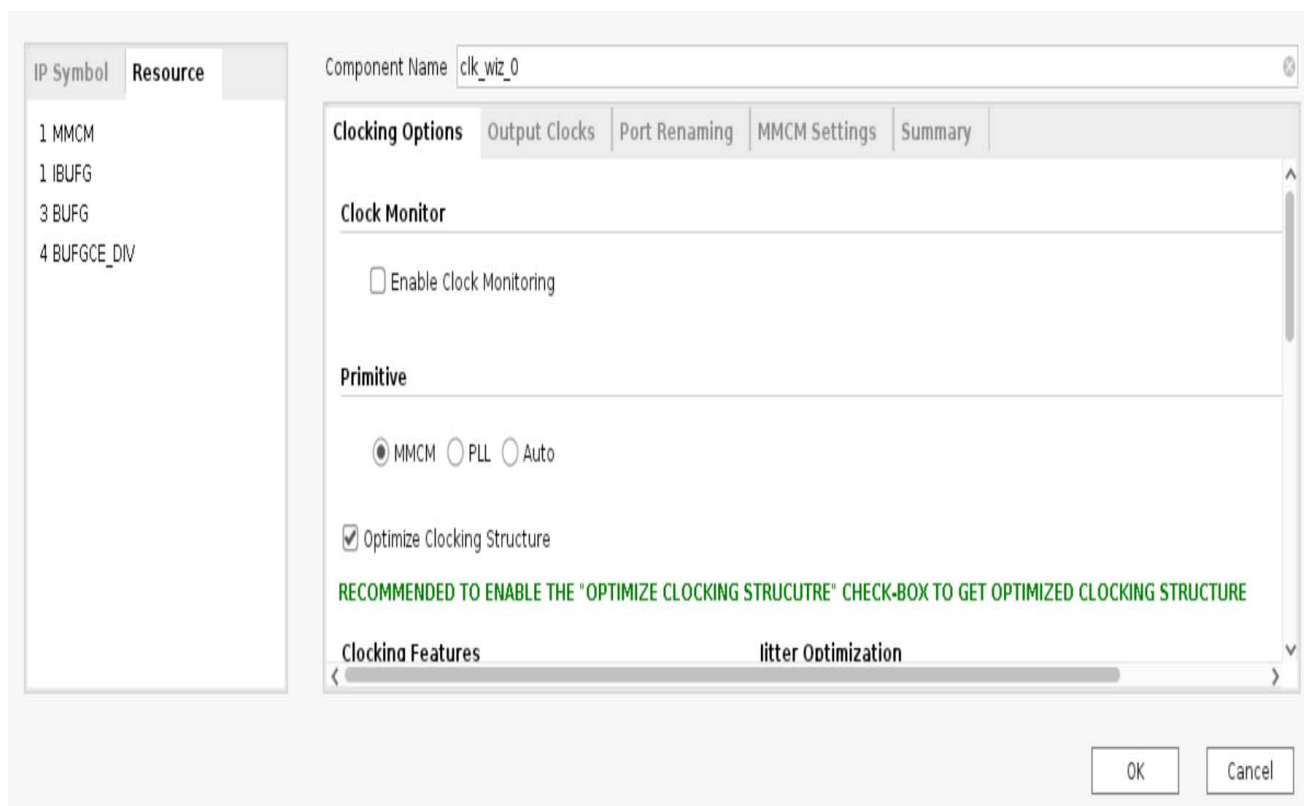 IP Symbol Resource
1 MMCM
1 IBUFG
3 BUFG
4 BUFGCE_DIV
Component Name clk_wiz_0
Clocking Options Output Clocks Port Renaming MMCM Settings Summary
Clock Monitor
Enable Clock Monitoring
Primitive
MMCM PLL Auto
Optimize Clocking Structure
RECOMMENDED TO ENABLE THE "OPTIMIZE CLOCKING STRUCUTRE" CHECK-BOX TO GET OPTIMIZED CLOCKING STRUCTURE
Clocking Features Jitter Optimization
OK Cancel